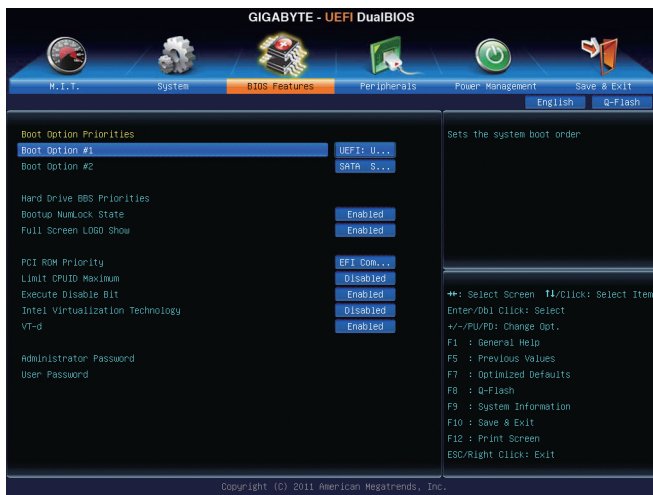 GIGABYTE - UEFI DualBIOS
M.I.T.
System
BIOS Features
Peripherals
Power Management
Save & Exit
English
Q-Flash
Boot Option Priorities
Boot Option #1 UEFI: U...
Boot Option #2 SATA S...
Hard Drive BBS Priorities
Bootup NumLock State Enabled
Full Screen LOGO Show Enabled
PCI ROM Priority EFI Com...
Limit CPUID Maximum Disabled
Execute Disable Bit Enabled
Intel Virtualization Technology Disabled
VT-d Enabled
Administrator Password
User Password
Sets the system boot order
→←: Select Screen ↑↓/Click: Select Item
Enter/Dbl Click: Select
+/-/PU/PD: Change Opt.
F1 : General Help
F5 : Previous Values
F7 : Optimized Defaults
F8 : Q-Flash
F9 : System Information
F10 : Save & Exit
F12 : Print Screen
ESC/Right Click: Exit
Copyright (C) 2011 American Megatrends, Inc.